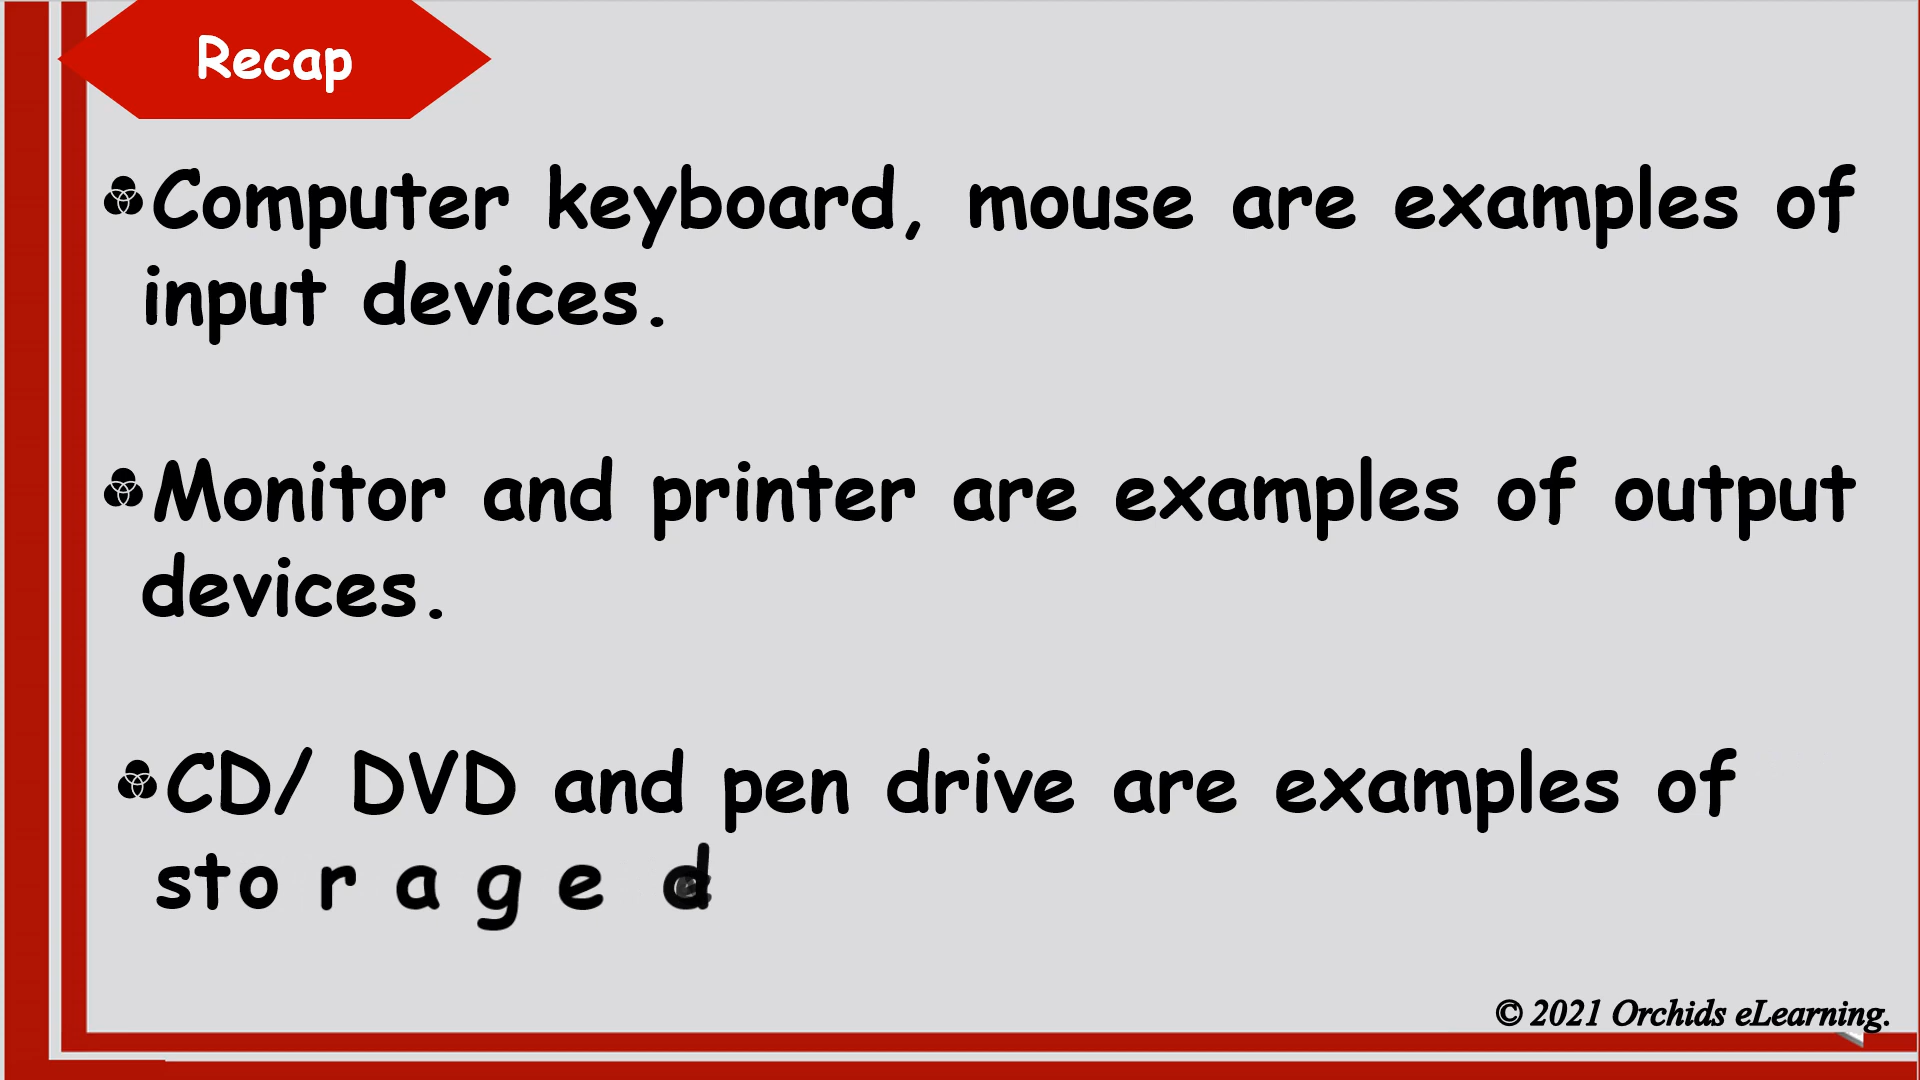 Recap
Computer keyboard, mouse are examples of
input devices.
Monitor and printer are examples of output
devices.
CD/ DVD and pen drive are examples of
storage
© 2021 Orchids eLearning.